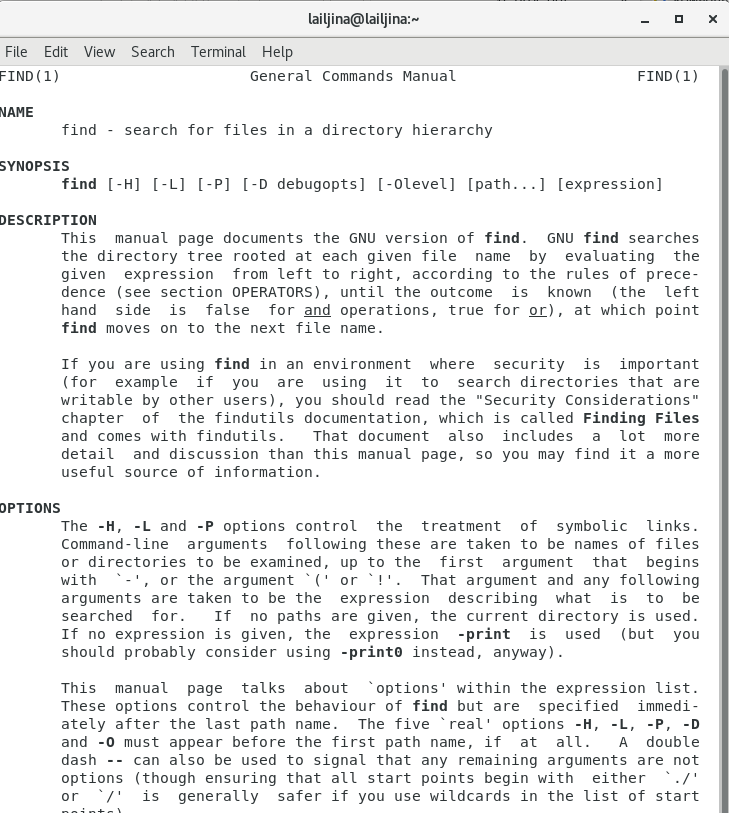 lailjina@lailjina:~
File Edit View Search Terminal Help
FIND(1) General Commands Manual FIND(1)
NAME
find - search for files in a directory hierarchy
SYNOPSIS
find [-H] [-L] [-P] [-D debugopts] [-Olevel] [path...] [expression]
DESCRIPTION
This manual page documents the GNU version of find. GNU find searches
the directory tree rooted at each given file name by evaluating the
given expression from left to right, according to the rules of prece-
dence (see section OPERATORS), until the outcome is known (the left
hand side is false for and operations, true for or), at which point
find moves on to the next file name.
If you are using find in an environment where security is important
(for example if you are using it to search directories that are
writable by other users), you should read the "Security Considerations"
chapter of the findutils documentation, which is called Finding Files
and comes with findutils. That document also includes a lot more
detail and discussion than this manual page, so you may find it a more
useful source of information.
OPTIONS
The -H, -L and -P options control the treatment of symbolic links.
Command-line arguments following these are taken to be names of files
or directories to be examined, up to the first argument that begins
with `-', or the argument `(' or `!'. That argument and any following
arguments are taken to be the expression describing what is to be
searched for. If no paths are given, the current directory is used.
If no expression is given, the expression -print is used (but you
should probably consider using -print0 instead, anyway).
This manual page talks about `options' within the expression list.
These options control the behaviour of find but are specified immedi-
ately after the last path name. The five `real' options -H, -L, -P, -D
and -O must appear before the first path name, if at all. A double
dash -- can also be used to signal that any remaining arguments are not
options (though ensuring that all start points begin with either `./'
or `/' is generally safer if you use wildcards in the list of start